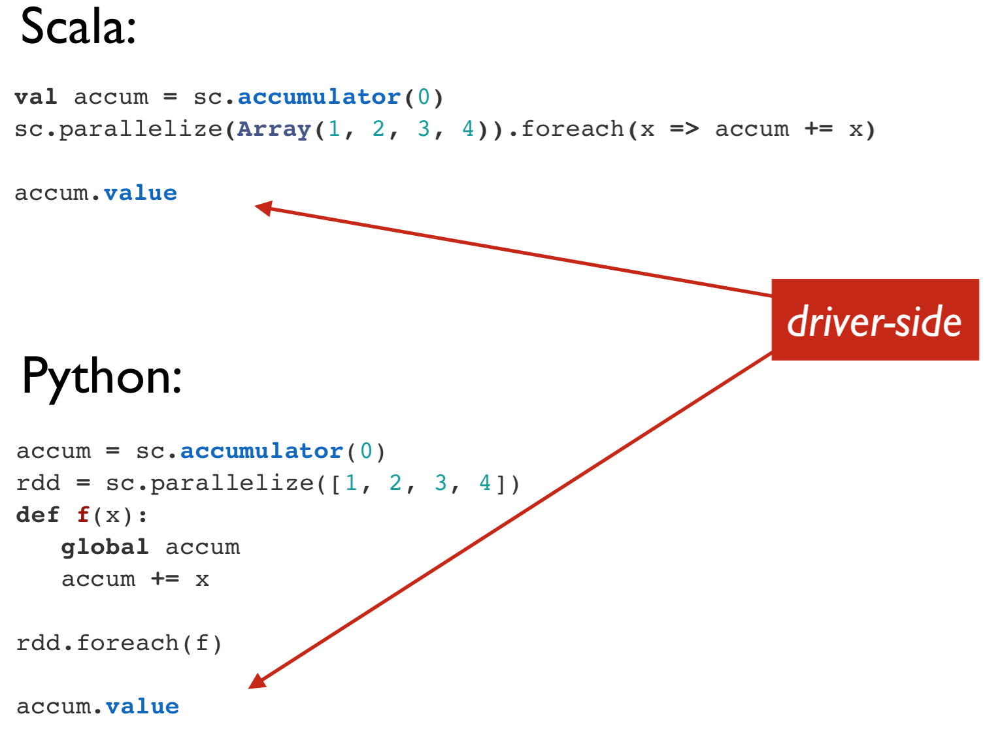 Scala:
val accum = sc.accumulator(0)
sc.parallelize(Array(1, 2, 3, 4)).foreach(x => accum += x)
accum.value
driver-side
Python:
accum = sc.accumulator(0)
rdd = sc.parallelize([1, 2, 3, 4])
def f(x):
   global accum
   accum += x
rdd.foreach(f)
accum.value